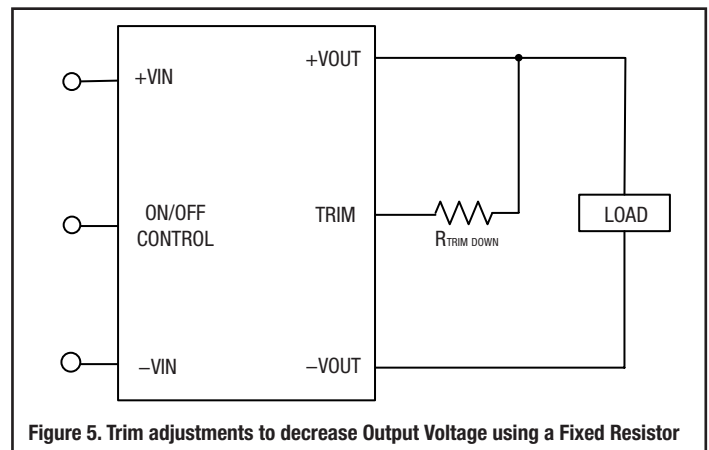 +VIN
+VOUT
ON/OFF
CONTROL
TRIM
RTRIM DOWN
LOAD
−VIN
−VOUT
Figure 5. Trim adjustments to decrease Output Voltage using a Fixed Resistor